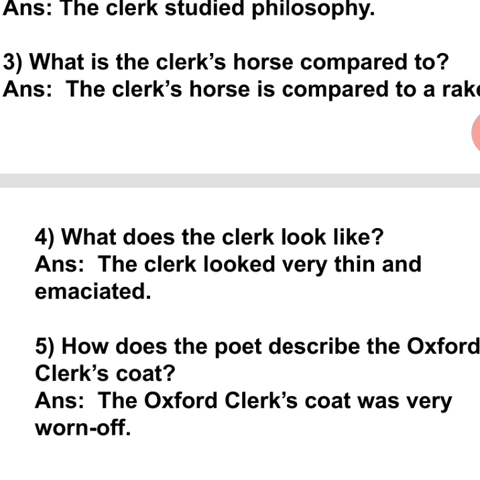 Ans: The clerk studied philosophy.
3) What is the clerk's horse compared to?
Ans: The clerk's horse is compared to a
4) What does the clerk look like?
Ans: The clerk looked very thin and
emaciated.
5) How does the poet describe the Oxford
Clerk's coat?
Ans: The Oxford Clerk's coat was very
worn-off.